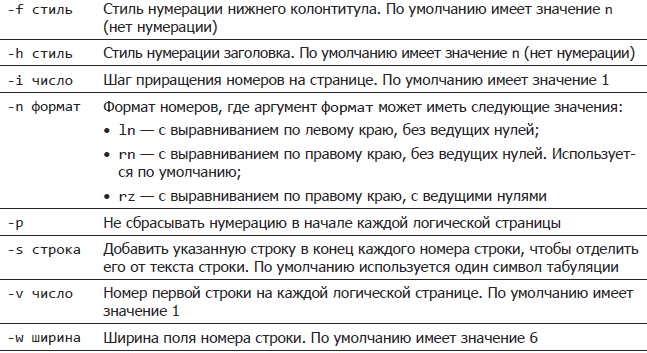 -f стиль Стиль нумерации нижнего колонтитула. По умолчанию имеет значение n
(нет нумерации)
-h стиль Стиль нумерации заголовка. По умолчанию имеет значение n (нет нумерации)
-i число Шаг приращения номеров на странице. По умолчанию имеет значение 1
-n формат Формат номеров, где аргумент формат может иметь следующие значения:
• ln — с выравниванием по левому краю, без ведущих нулей;
• rn — с выравниванием по правому краю, без ведущих нулей. Использует-
ся по умолчанию;
• rz — с выравниванием по правому краю, с ведущими нулями
-p Не сбрасывать нумерацию в начале каждой логической страницы
-s строка Добавить указанную строку в конец каждого номера строки, чтобы отделить
его от текста строки. По умолчанию используется один символ табуляции
-v число Номер первой строки на каждой логической странице. По умолчанию имеет
значение 1
-w ширина Ширина поля номера строки. По умолчанию имеет значение 6